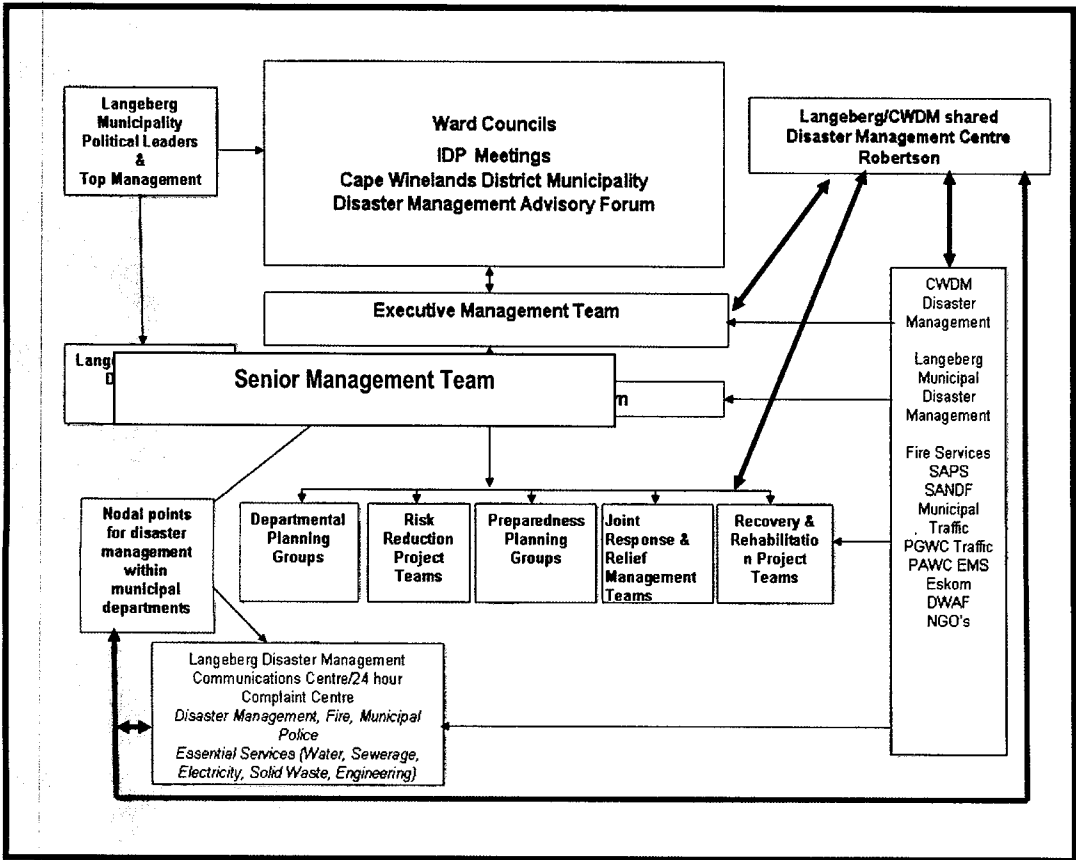 Langeberg
Municipality
Political Leaders
&
Top Management
Ward Councils
IDP Meetings
Cape Winelands District Municipality
Disaster Management Advisory Forum
Langeberg/CWDM shared
Disaster Management Centre
Robertson
Executive Management Team
Senior Management Team
CWDM
Disaster
Management
Langeberg
Municipal
Disaster
Management
Fire Services
SAPS
SANDF
Municipal
Traffic
PGWC Traffic
PAWC EMS
Eskom
DWAF
NGO's
Nodal points
for disaster
management
within
municipal
departments
Departmental
Planning
Groups
Risk
Reduction
Project
Teams
Preparedness
Planning
Groups
Joint
Response &
Relief
Management
Teams
Recovery &
Rehabilitatio
n Project
Teams
Langeberg Disaster Management
Communications Centre/24 hour
Complaint Centre
Disaster Management, Fire, Municipal
Police
Essential Services (Water, Sewerage,
Electricity, Solid Waste, Engineering)